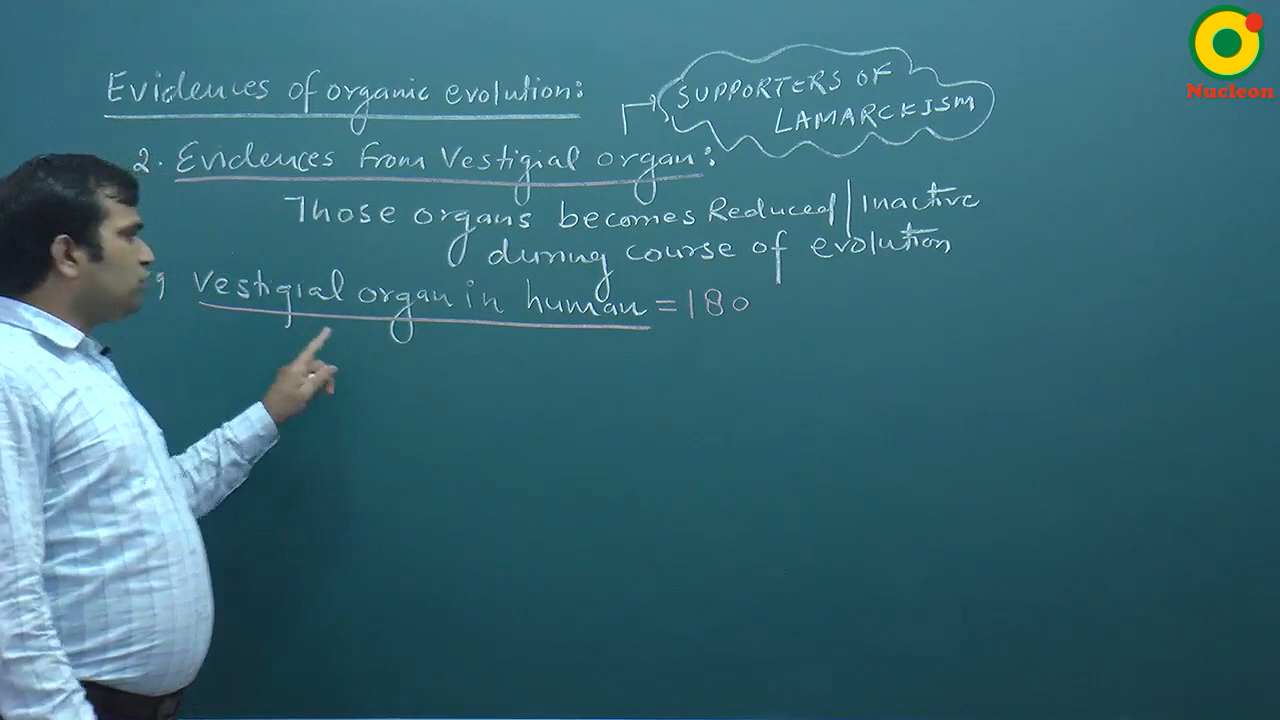 Evidences of organic evolution:
SUPPORTERS OF
LAMARCKISM
2. Evidences from Vestigial organ:
Those organs becomes Reduced/Inactive
during course of evolution
Vestigial organ in human = 180
Nucleon